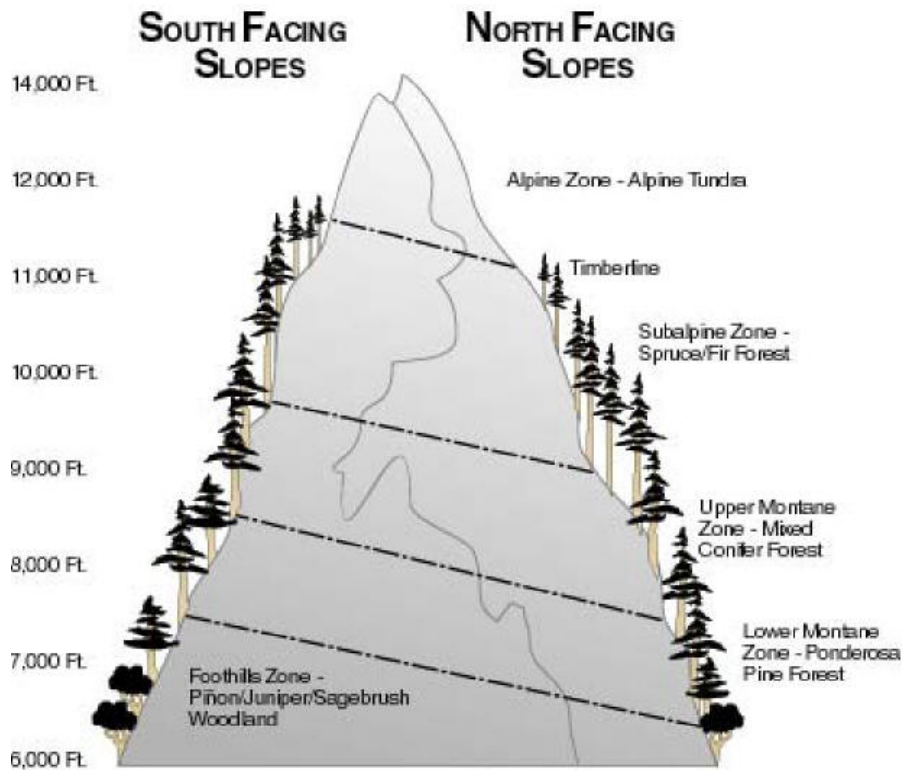 SOUTH FACING
SLOPES
NORTH FACING
SLOPES
14,000 Ft.
12,000 Ft.
Alpine Zone - Alpine Tundra
11,000 Ft.
Timberline
Subalpine Zone -
Spruce/Fir Forest
10,000 Ft.
9,000 Ft.
Upper Montane
Zone - Mixed
Conifer Forest
8,000 Ft.
7,000 Ft.
Lower Montane
Zone - Ponderosa
Pine Forest
Foothills Zone -
Piñon/Juniper/Sagebrush
Woodland
6,000 Ft.